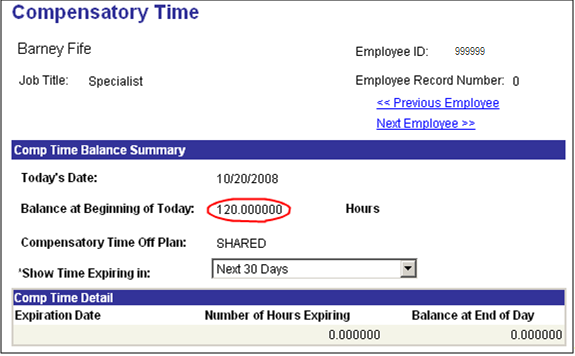 Compensatory Time
Barney Fife
Employee ID: 999999
Job Title: Specialist
Employee Record Number: 0
<< Previous Employee
Next Employee >>
Comp Time Balance Summary
Today's Date: 10/20/2008
Balance at Beginning of Today: 120.000000 Hours
Compensatory Time Off Plan: SHARED
*Show Time Expiring in: Next 30 Days
Comp Time Detail
Expiration Date Number of Hours Expiring Balance at End of Day
0.000000 0.000000